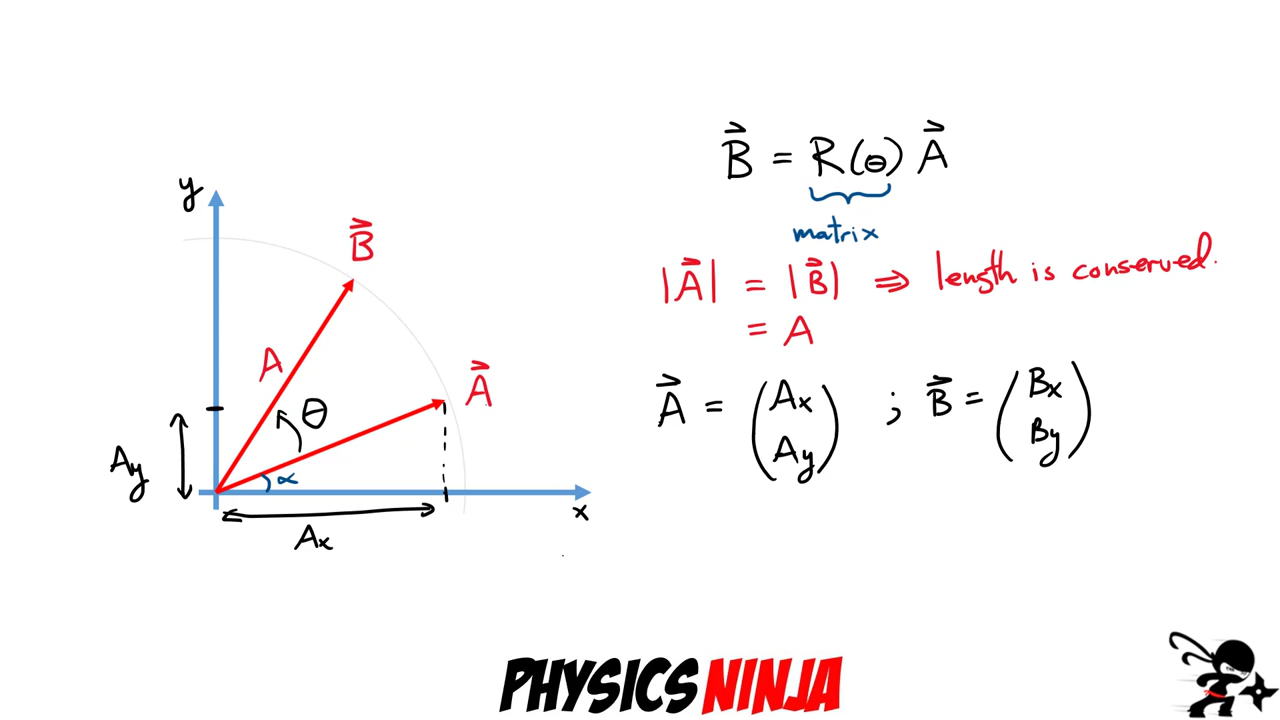 y
B⃗
A
A⃗
θ
α
Ay
Ax
x
B⃗ = R(θ) A⃗
matrix
|A⃗| = |B⃗| ⇒ length is conserved.
= A
A⃗ = (Ax Ay) ; B⃗ = (Bx By)
PHYSICS NINJA